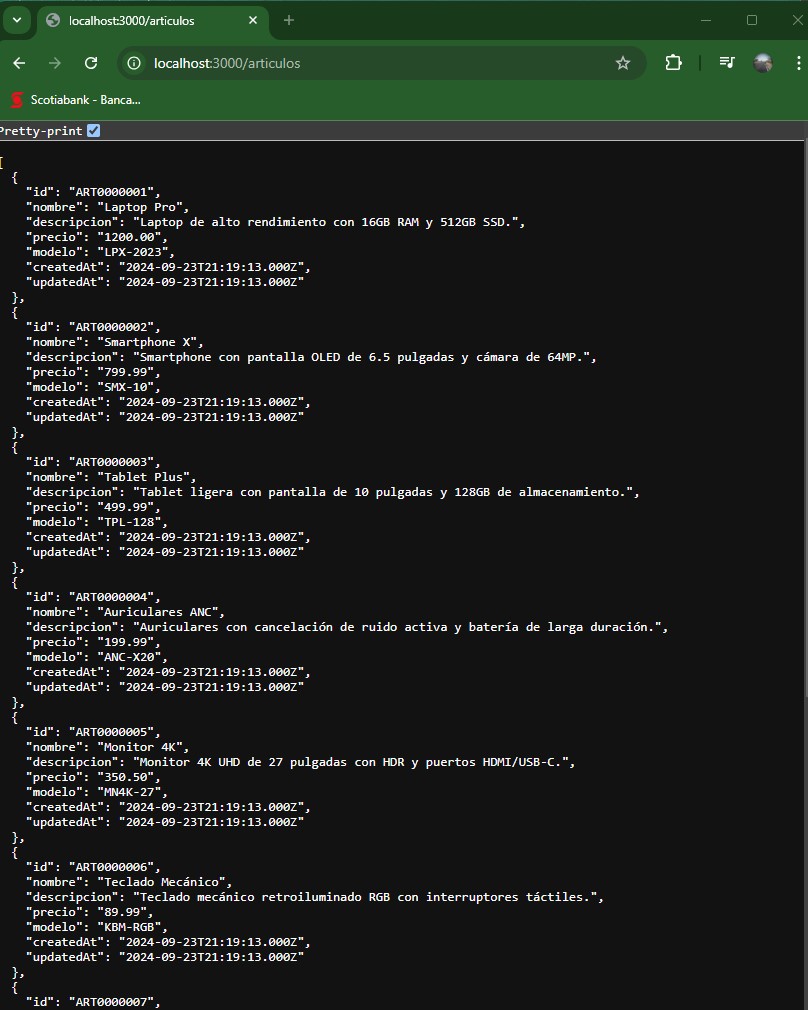 localhost:3000/articulos
localhost:3000/articulos
Scotiabank - Banca...
Pretty-print
[
{
"id": "ART0000001",
"nombre": "Laptop Pro",
"descripcion": "Laptop de alto rendimiento con 16GB RAM y 512GB SSD.",
"precio": "1200.00",
"modelo": "LPX-2023",
"createdAt": "2024-09-23T21:19:13.000Z",
"updatedAt": "2024-09-23T21:19:13.000Z"
},
{
"id": "ART0000002",
"nombre": "Smartphone X",
"descripcion": "Smartphone con pantalla OLED de 6.5 pulgadas y cámara de 64MP.",
"precio": "799.99",
"modelo": "SMX-10",
"createdAt": "2024-09-23T21:19:13.000Z",
"updatedAt": "2024-09-23T21:19:13.000Z"
},
{
"id": "ART0000003",
"nombre": "Tablet Plus",
"descripcion": "Tablet ligera con pantalla de 10 pulgadas y 128GB de almacenamiento.",
"precio": "499.99",
"modelo": "TPL-128",
"createdAt": "2024-09-23T21:19:13.000Z",
"updatedAt": "2024-09-23T21:19:13.000Z"
},
{
"id": "ART0000004",
"nombre": "Auriculares ANC",
"descripcion": "Auriculares con cancelación de ruido activa y batería de larga duración.",
"precio": "199.99",
"modelo": "ANC-X20",
"createdAt": "2024-09-23T21:19:13.000Z",
"updatedAt": "2024-09-23T21:19:13.000Z"
},
{
"id": "ART0000005",
"nombre": "Monitor 4K",
"descripcion": "Monitor 4K UHD de 27 pulgadas con HDR y puertos HDMI/USB-C.",
"precio": "350.50",
"modelo": "MN4K-27",
"createdAt": "2024-09-23T21:19:13.000Z",
"updatedAt": "2024-09-23T21:19:13.000Z"
},
{
"id": "ART0000006",
"nombre": "Teclado Mecánico",
"descripcion": "Teclado mecánico retroiluminado RGB con interruptores táctiles.",
"precio": "89.99",
"modelo": "KBM-RGB",
"createdAt": "2024-09-23T21:19:13.000Z",
"updatedAt": "2024-09-23T21:19:13.000Z"
},
{
"id": "ART0000007",